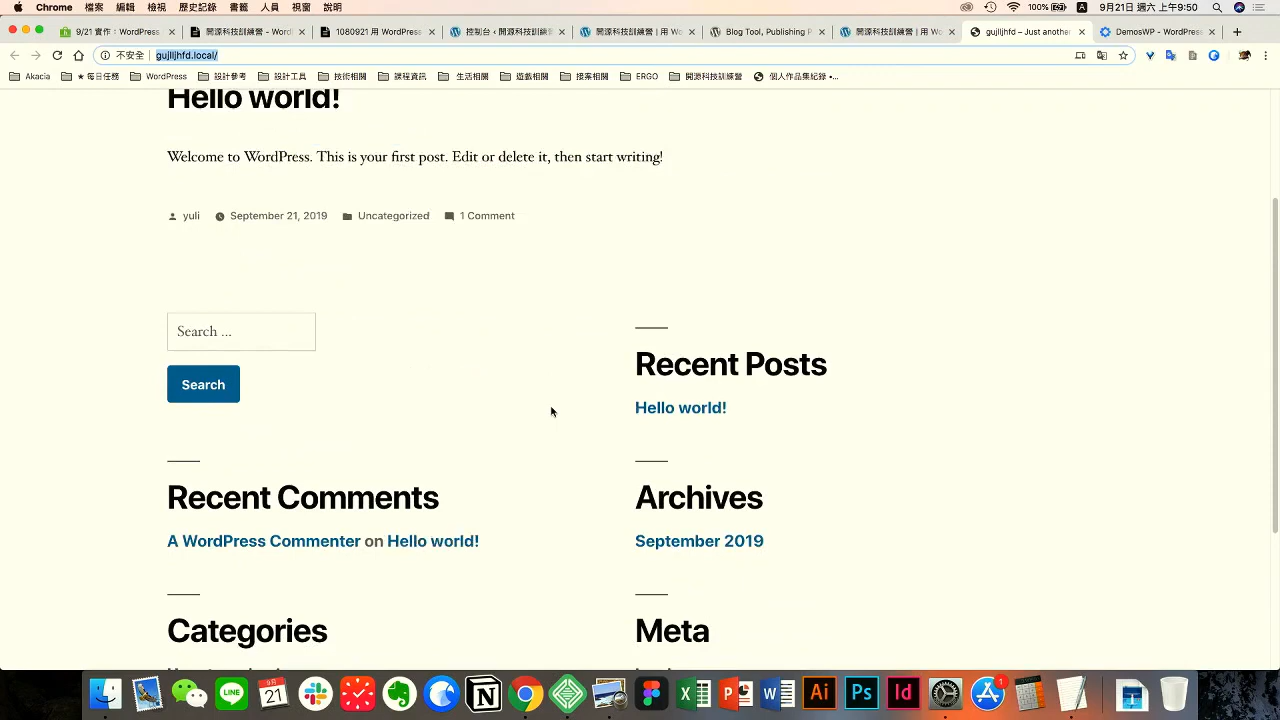 Chrome 檔案 編輯 檢視 歷史記錄 書籤 人員 視窗 說明 100% 9月21日 週六 上午9:50
9/21 實作：WordPress 開源科技訓練營 - Word 1080921 用 WordPress 控制台 ‹ 開源科技訓練 開源科技訓練營 | 用 Wo Blog Tool, Publishing P 開源科技訓練營 | 用 Wo gujlljhfd – Just another DemosWP - WordPress
不安全 | gujlljhfd.local/
Akacia ★每日任務 WordPress 設計參考 設計工具 技術相關 課程資訊 生活相關 遊戲相關 接案相關 ERGO 開源科技訓練營 個人作品集紀錄 •...
Hello world!
Welcome to WordPress. This is your first post. Edit or delete it, then start writing!
yuli September 21, 2019 Uncategorized 1 Comment
Search ...
Search
Recent Posts
Hello world!
Recent Comments
A WordPress Commenter on Hello world!
Archives
September 2019
Categories
Meta
LINE
9月
21
N
X
P
W
Ai
Ps
Id
1